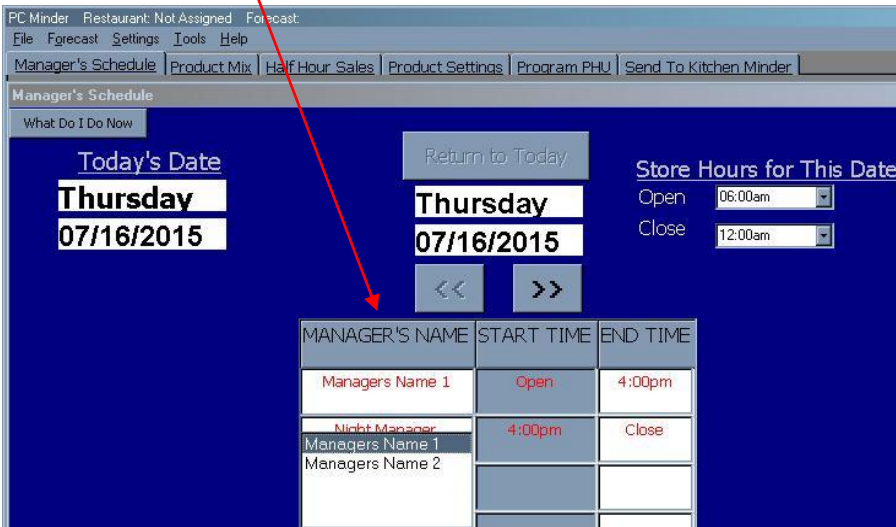 PC Minder Restaurant: Not Assigned Forecast:
File Forecast Settings Tools Help
Manager's Schedule Product Mix Half Hour Sales Product Settings Program PHU Send To Kitchen Minder
Manager's Schedule
What Do I Do Now
Today's Date
Thursday
07/16/2015
Return to Today
Thursday
07/16/2015
<< >>
Store Hours for This Date
Open 06:00am
Close 12:00am
MANAGER'S NAME START TIME END TIME
Managers Name 1 Open 4:00pm
Night Manager 4:00pm Close
Managers Name 1
Managers Name 2